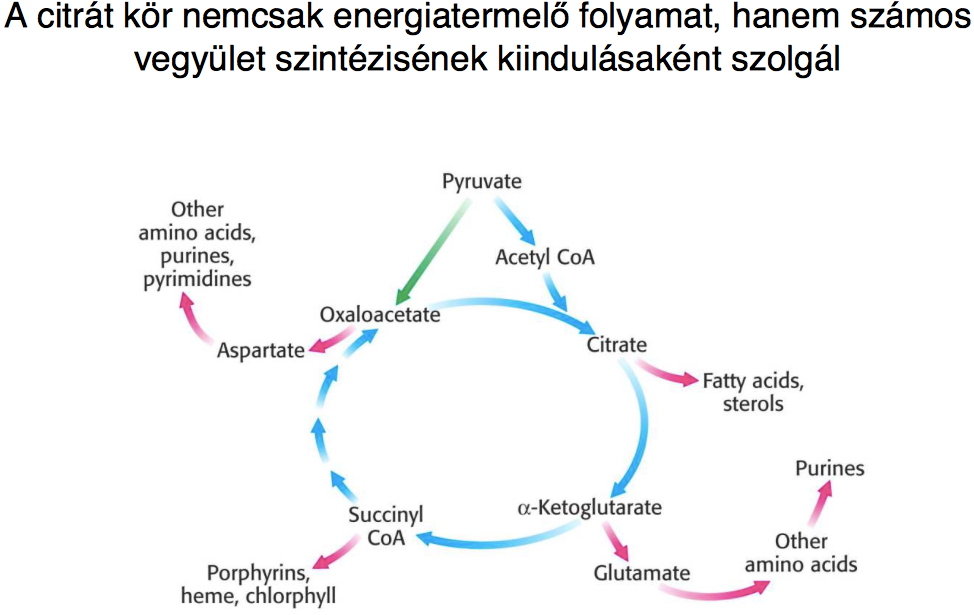 A citrát kör nemcsak energiatermelő folyamat, hanem számos
vegyület szintézisének kiindulásaként szolgál
Pyruvate
Other
amino acids,
purines,
pyrimidines
Acetyl CoA
Oxaloacetate
Aspartate
Citrate
Fatty acids,
sterols
Purines
α-Ketoglutarate
Succinyl
CoA
Other
amino acids
Glutamate
Porphyrins,
heme, chlorphyll